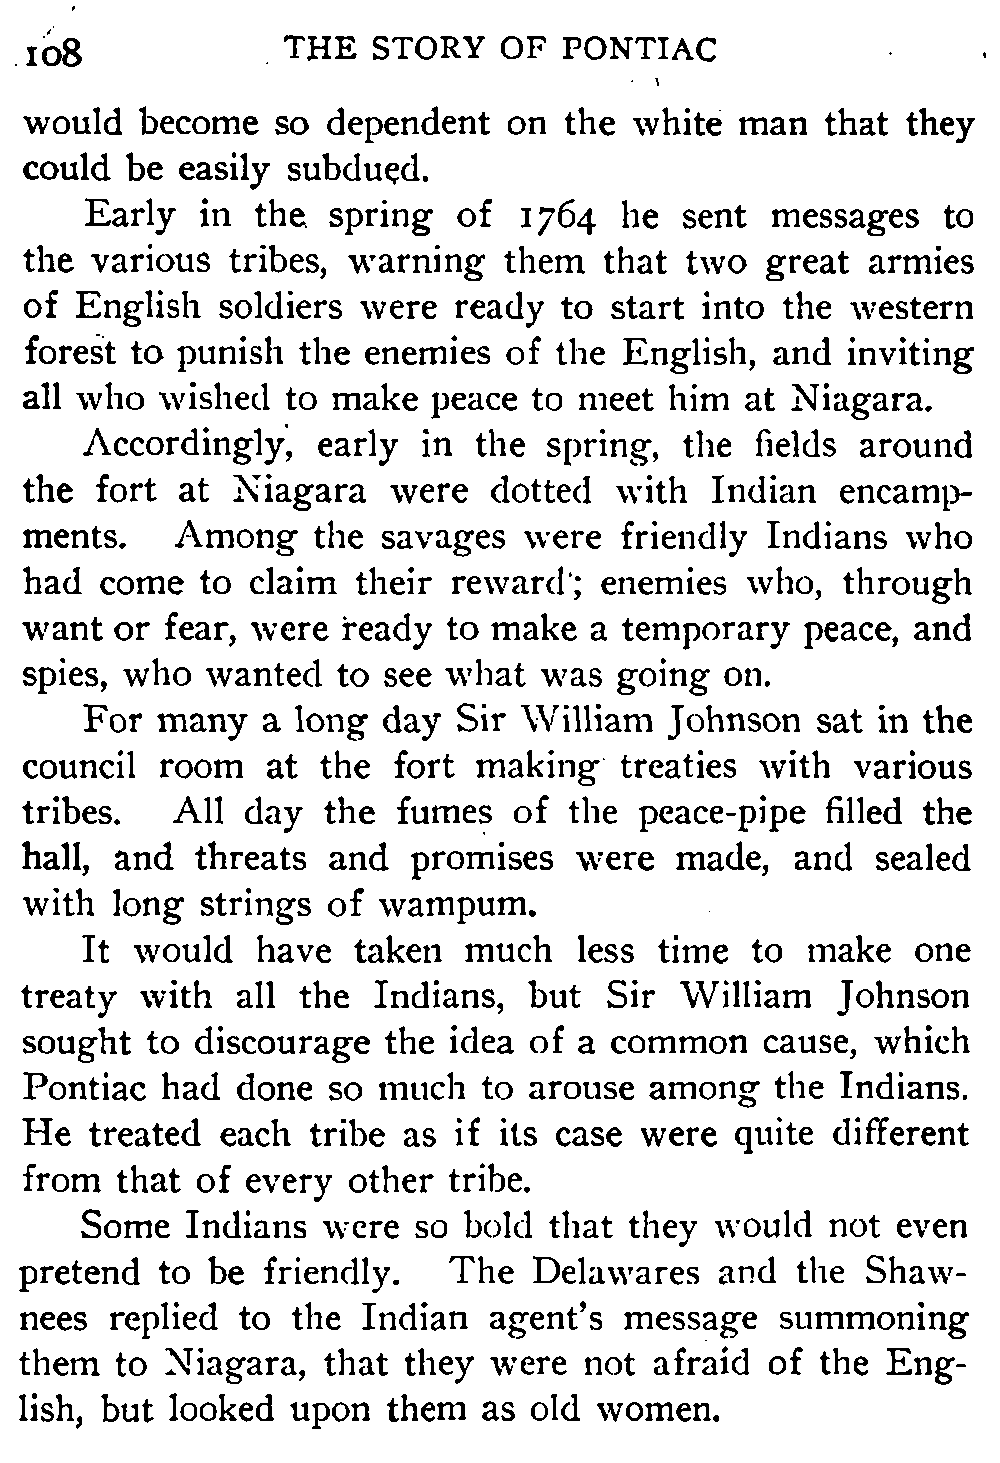 108 THE STORY OF PONTIAC
would become so dependent on the white man that they
could be easily subdued.
Early in the spring of 1764 he sent messages to
the various tribes, warning them that two great armies
of English soldiers were ready to start into the western
forest to punish the enemies of the English, and inviting
all who wished to make peace to meet him at Niagara.
Accordingly, early in the spring, the fields around
the fort at Niagara were dotted with Indian encamp-
ments. Among the savages were friendly Indians who
had come to claim their reward; enemies who, through
want or fear, were ready to make a temporary peace, and
spies, who wanted to see what was going on.
For many a long day Sir William Johnson sat in the
council room at the fort making treaties with various
tribes. All day the fumes of the peace-pipe filled the
hall, and threats and promises were made, and sealed
with long strings of wampum.
It would have taken much less time to make one
treaty with all the Indians, but Sir William Johnson
sought to discourage the idea of a common cause, which
Pontiac had done so much to arouse among the Indians.
He treated each tribe as if its case were quite different
from that of every other tribe.
Some Indians were so bold that they would not even
pretend to be friendly. The Delawares and the Shaw-
nees replied to the Indian agent's message summoning
them to Niagara, that they were not afraid of the Eng-
lish, but looked upon them as old women.